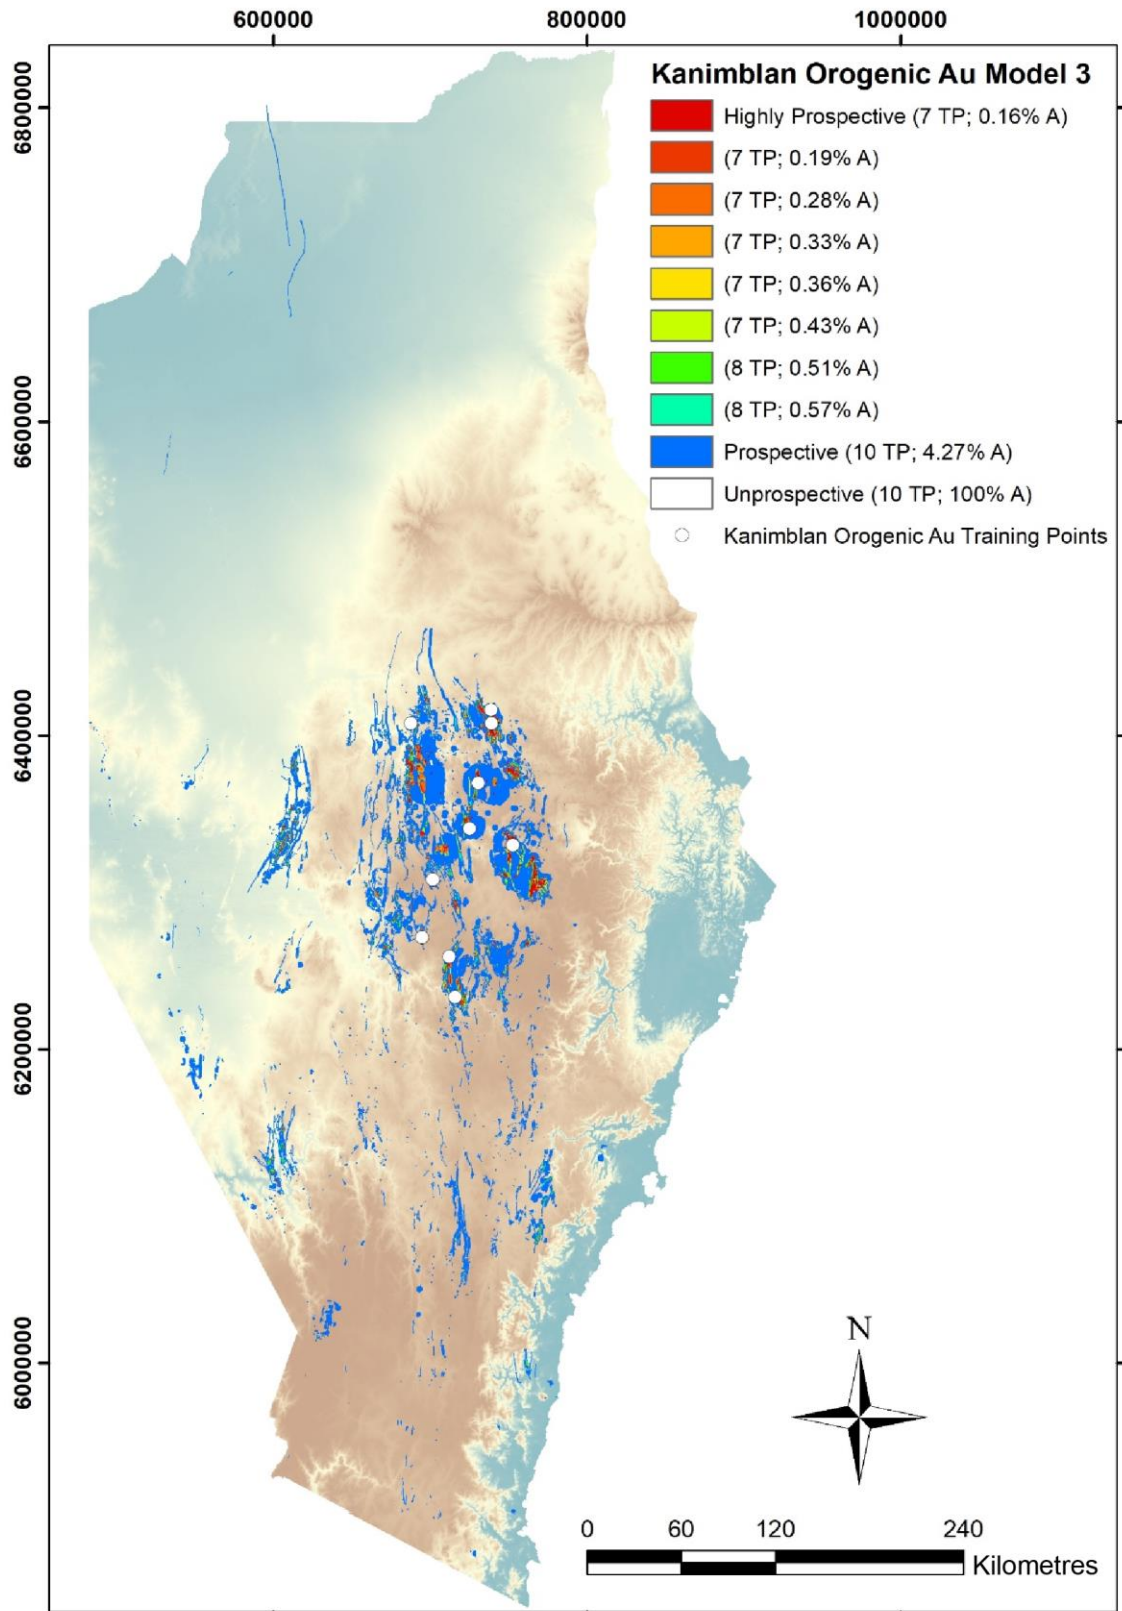 600000 800000 1000000
Kanimblan Orogenic Au Model 3
Highly Prospective (7 TP; 0.16% A)
(7 TP; 0.19% A)
(7 TP; 0.28% A)
(7 TP; 0.33% A)
(7 TP; 0.36% A)
(7 TP; 0.43% A)
(8 TP; 0.51% A)
(8 TP; 0.57% A)
Prospective (10 TP; 4.27% A)
Unprospective (10 TP; 100% A)
Kanimblan Orogenic Au Training Points
6800000
6600000
6400000
6200000
6000000
N
0 60 120 240
Kilometres